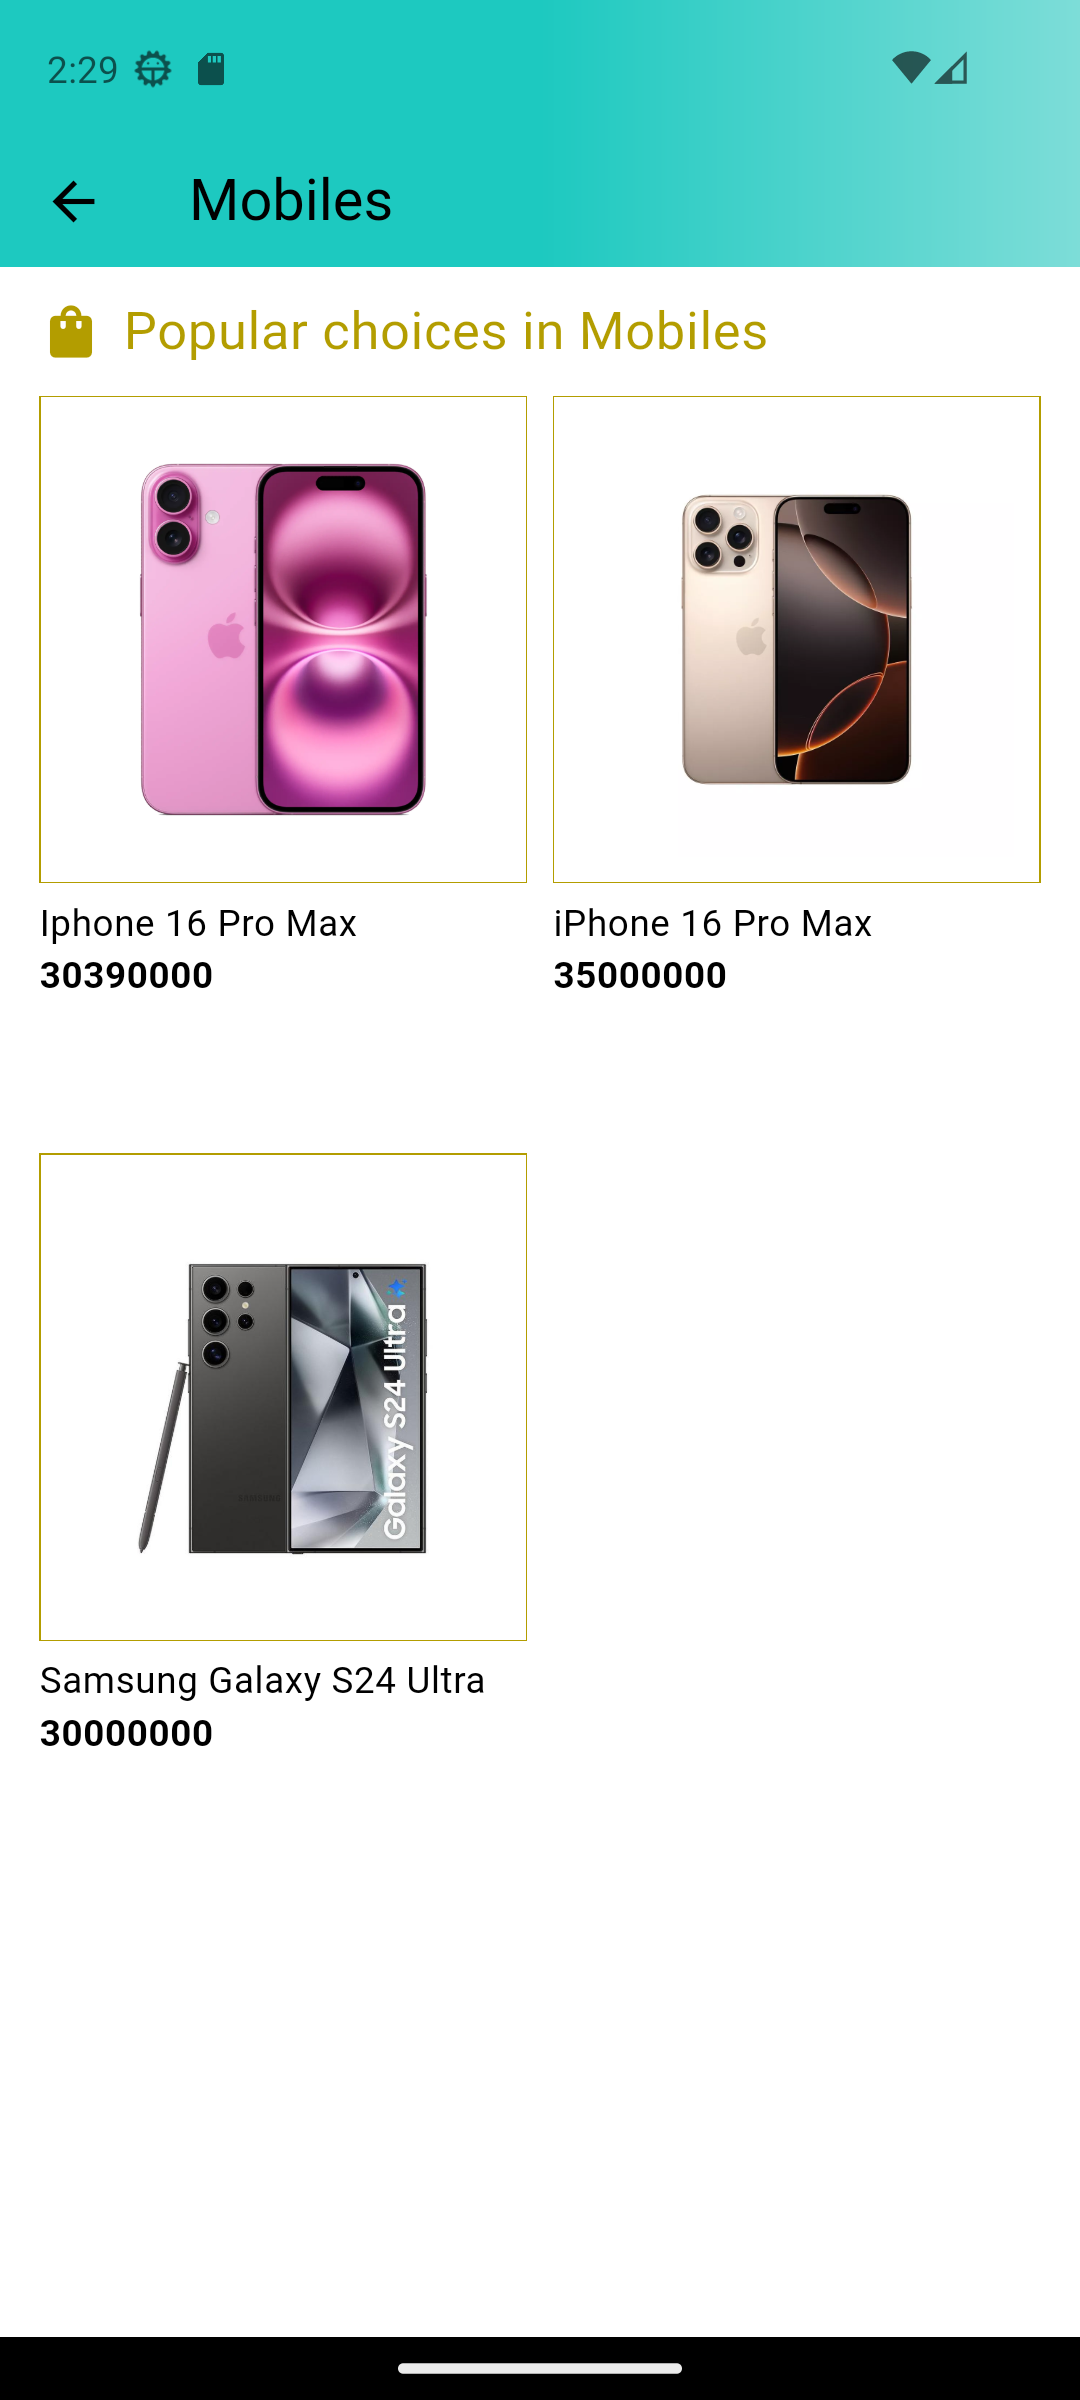 2:29
Mobiles
Popular choices in Mobiles
Iphone 16 Pro Max
30390000
iPhone 16 Pro Max
35000000
Galaxy S24 Ultra
SAMSUNG
Samsung Galaxy S24 Ultra
30000000